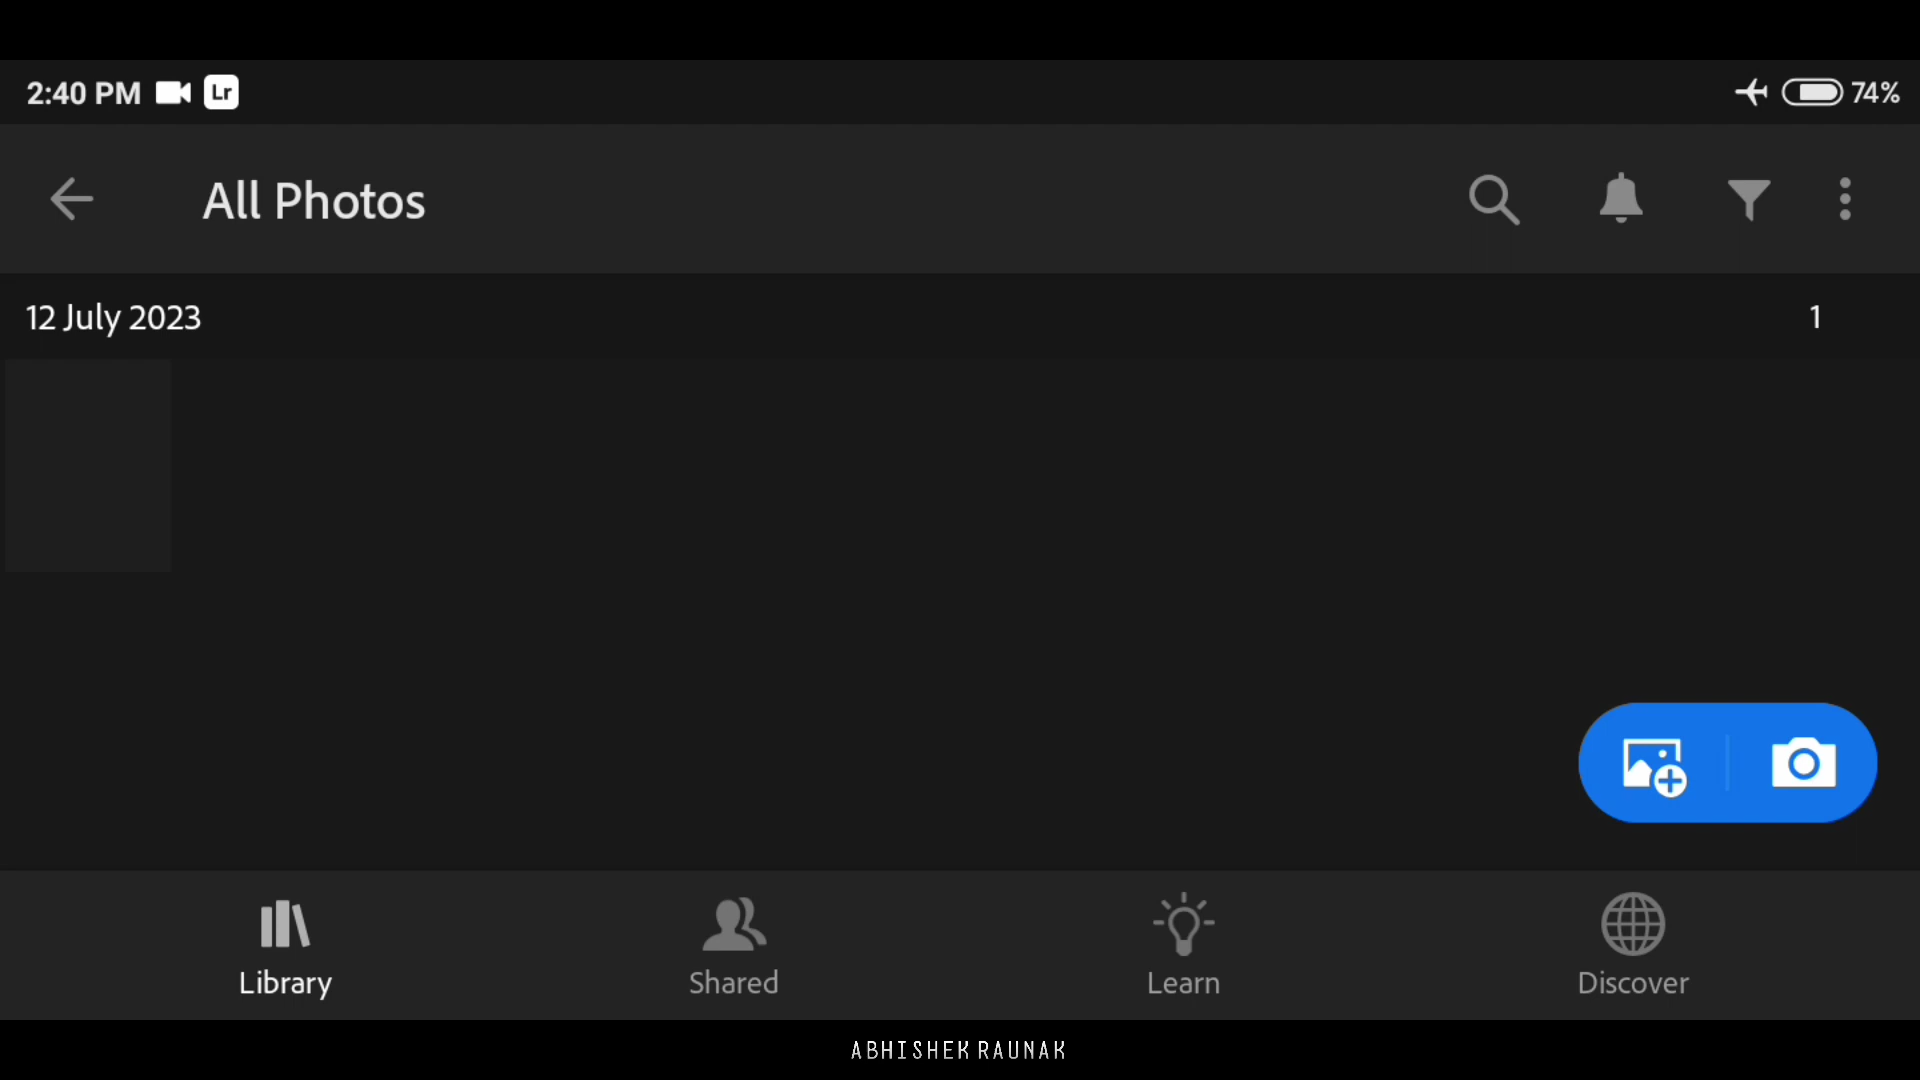 2:40 PM Lr 74%
All Photos
12 July 2023 1
Library Shared Learn Discover
ABHISHEK RAUNAK